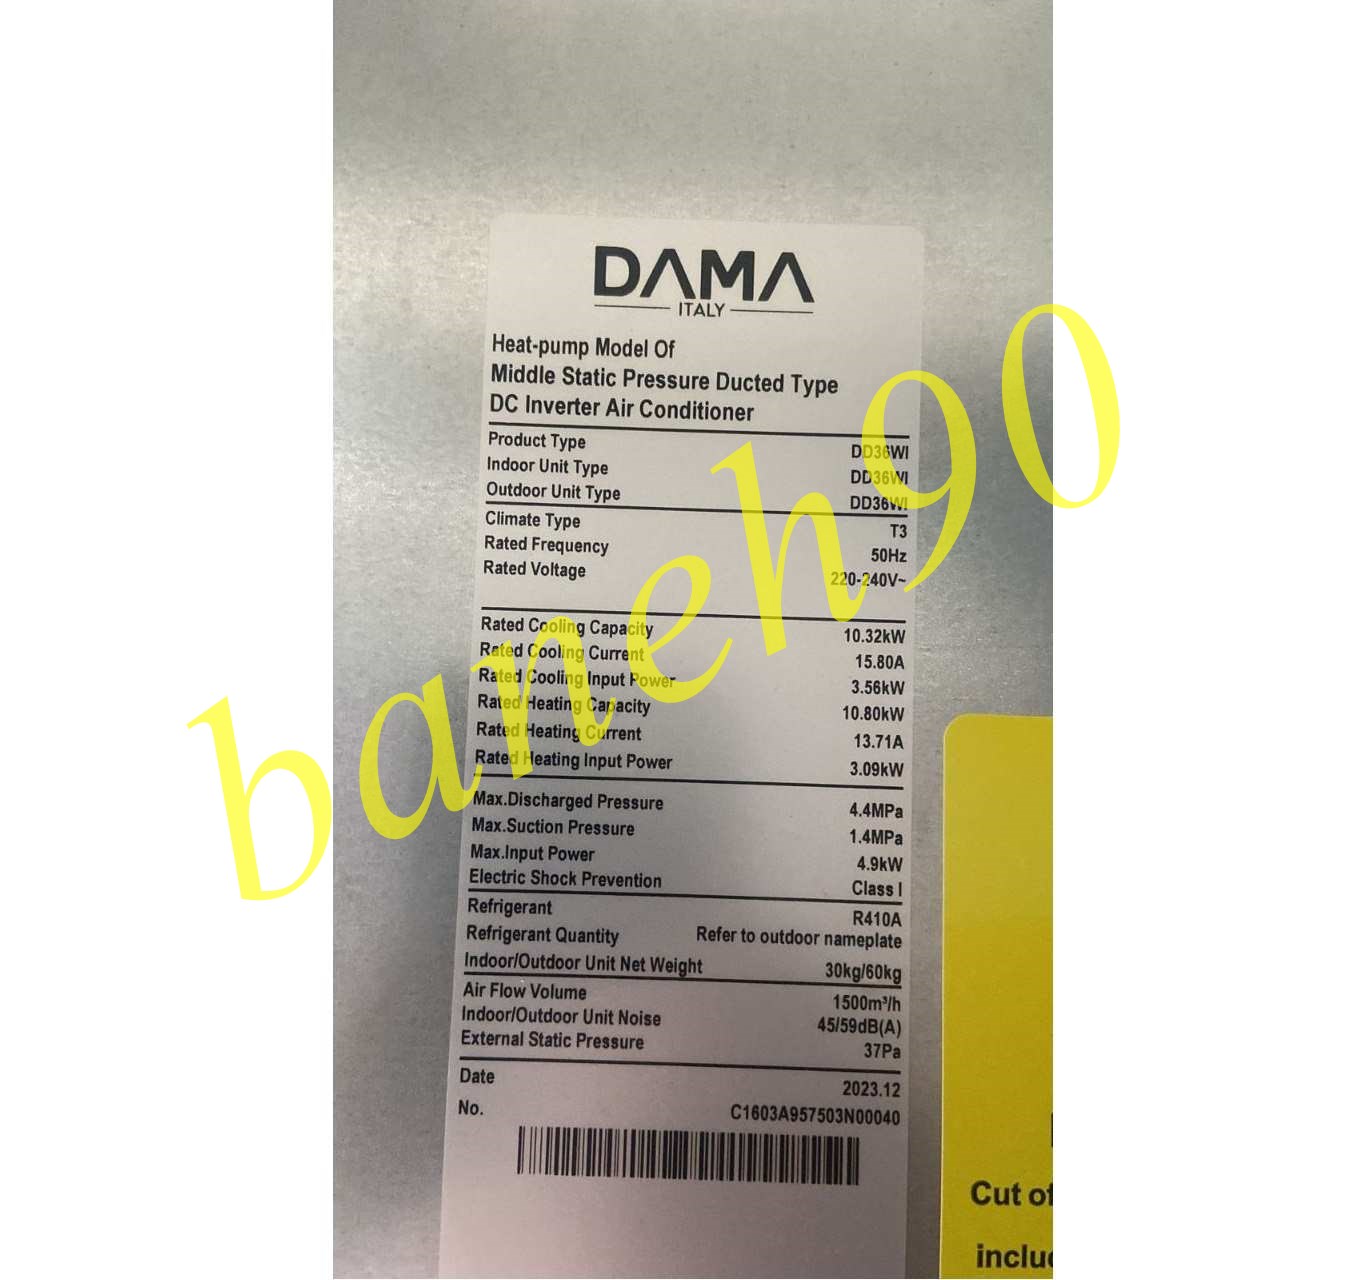 DAMA
ITALY
Heat-pump Model Of
Middle Static Pressure Ducted Type
DC Inverter Air Conditioner
Product Type DD36WI
Indoor Unit Type DD36WI
Outdoor Unit Type DD36WI
Climate Type T3
Rated Frequency 50Hz
Rated Voltage 220-240V~
Rated Cooling Capacity 10.32kW
Rated Cooling Current 15.80A
Rated Cooling Input Power 3.56kW
Rated Heating Capacity 10.80kW
Rated Heating Current 13.71A
Rated Heating Input Power 3.09kW
Max.Discharged Pressure 4.4MPa
Max.Suction Pressure 1.4MPa
Max.Input Power 4.9kW
Electric Shock Prevention Class I
Refrigerant R410A
Refrigerant Quantity Refer to outdoor nameplate
Indoor/Outdoor Unit Net Weight 30kg/60kg
Air Flow Volume 1500m³/h
Indoor/Outdoor Unit Noise 45/59dB(A)
External Static Pressure 37Pa
Date 2023.12
No. C1603A957503N00040
baneh90
Cut of
inclu